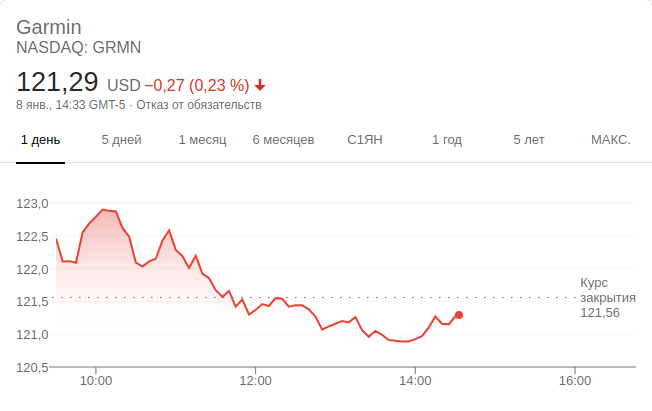 Garmin
NASDAQ: GRMN
121,29 USD −0,27 (0,23 %)
8 янв., 14:33 GMT-5 · Отказ от обязательств
1 день 5 дней 1 месяц 6 месяцев С1ЯН 1 год 5 лет МАКС.
123,0
122,5
122,0
Курс
121,5 закрытия
121,56
121,0
120,5
10:00 12:00 14:00 16:00